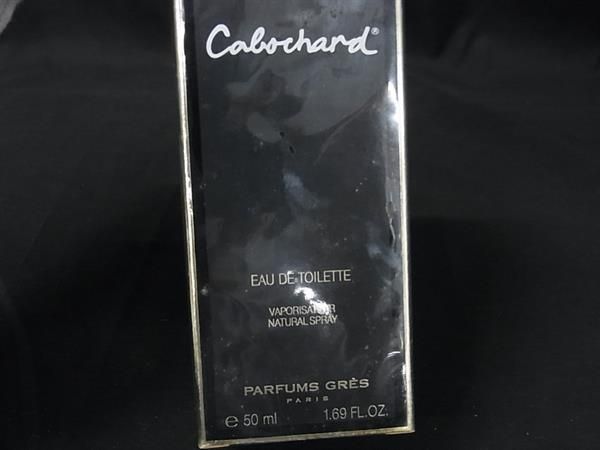 Cabochard®
EAU DE TOILETTE
VAPORISATEUR
NATURAL SPRAY
PARFUMS GRÈS
PARIS
℮ 50 ml 1.69 FL.OZ.